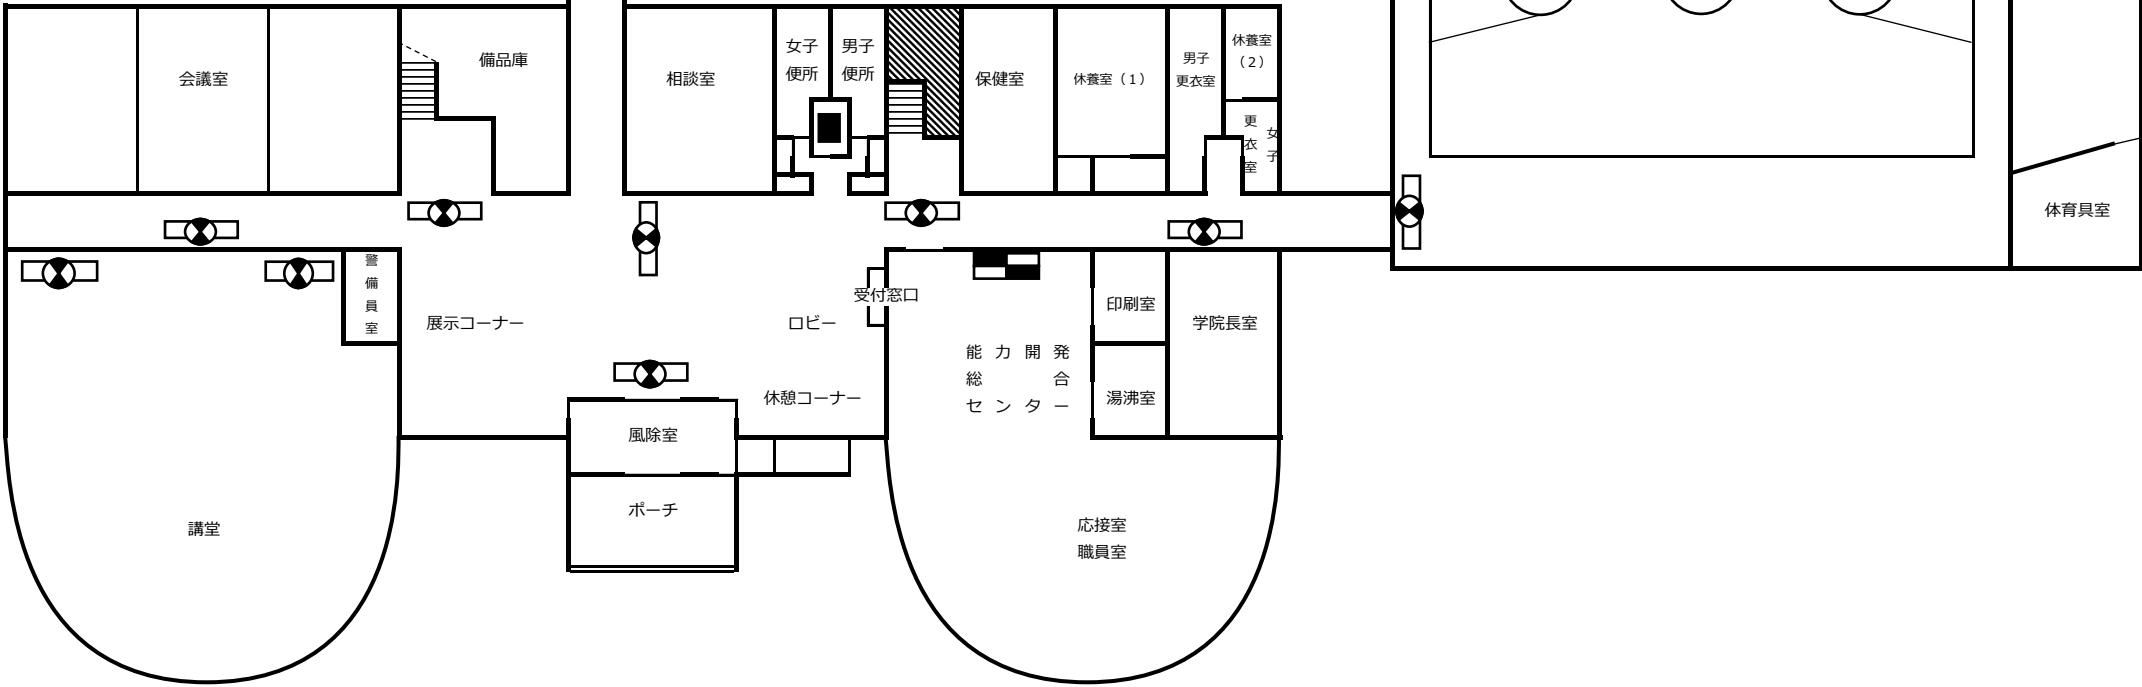 会議室
備品庫
相談室
女子
便所
男子
便所
保健室
休養室（1）
男子
更衣室
休養室
（2）
女子
更衣室
体育具室
警備員室
展示コーナー
ロビー
受付窓口
休憩コーナー
風除室
ポーチ
講堂
能力開発
総合
センター
印刷室
湯沸室
学院長室
応接室
職員室